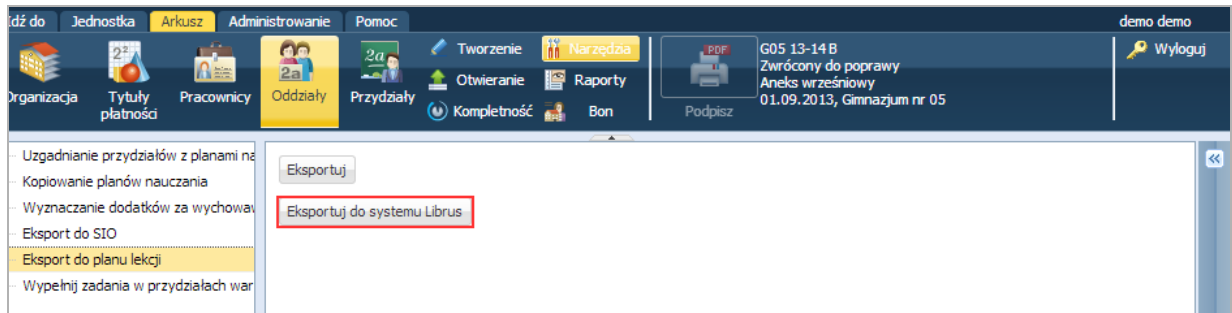 Idź do Jednostka Arkusz Administrowanie Pomoc demo demo
Organizacja
Tytuły
płatności
Pracownicy
2a
Oddziały
2a
Przydziały
Tworzenie
Otwieranie
Kompletność
Narzędzia
Raporty
Bon
PDF
Podpisz
G05 13-14 B
Zwrócony do poprawy
Aneks wrześniowy
01.09.2013, Gimnazjum nr 05
Wyloguj
Uzgadnianie przydziałów z planami na
Kopiowanie planów nauczania
Wyznaczanie dodatków za wychowaw
Eksport do SIO
Eksport do planu lekcji
Wypełnij zadania w przydziałach war
Eksportuj
Eksportuj do systemu Librus